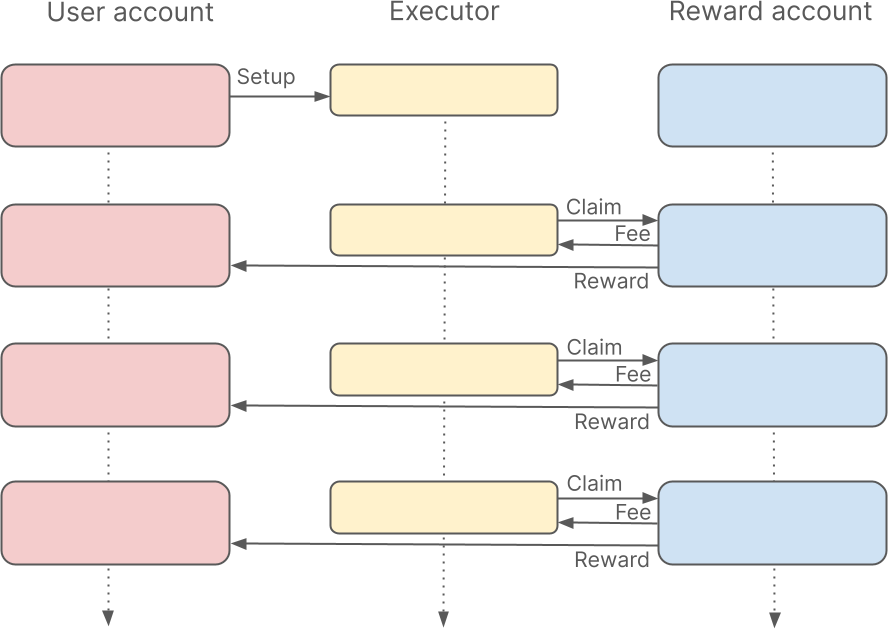 User account
Executor
Reward account
Setup
Claim
Fee
Reward
Claim
Fee
Reward
Claim
Fee
Reward